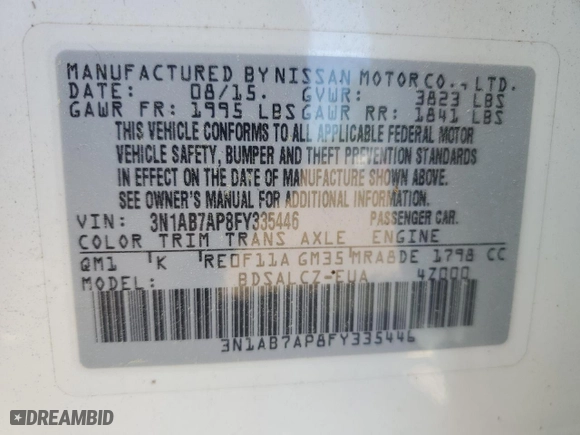 MANUFACTURED BY NISSAN MOTOR CO., LTD.
DATE: 08/15. GVWR: 3823 LBS
GAWR FR: 1995 LBS GAWR RR: 1841 LBS
THIS VEHICLE CONFORMS TO ALL APPLICABLE FEDERAL MOTOR
VEHICLE SAFETY, BUMPER AND THEFT PREVENTION STANDARDS
IN EFFECT ON THE DATE OF MANUFACTURE SHOWN ABOVE.
SEE OWNER'S MANUAL FOR ADDITIONAL INFORMATION.
VIN: 3N1AB7AP8FY335446 PASSENGER CAR.
COLOR TRIM TRANS AXLE ENGINE
QM1 K RE0F11A GM35 MRA8DE 1798 CC
MODEL: BDSALCZ-EUA 4Z000
3N1AB7AP8FY335446
DREAMBID